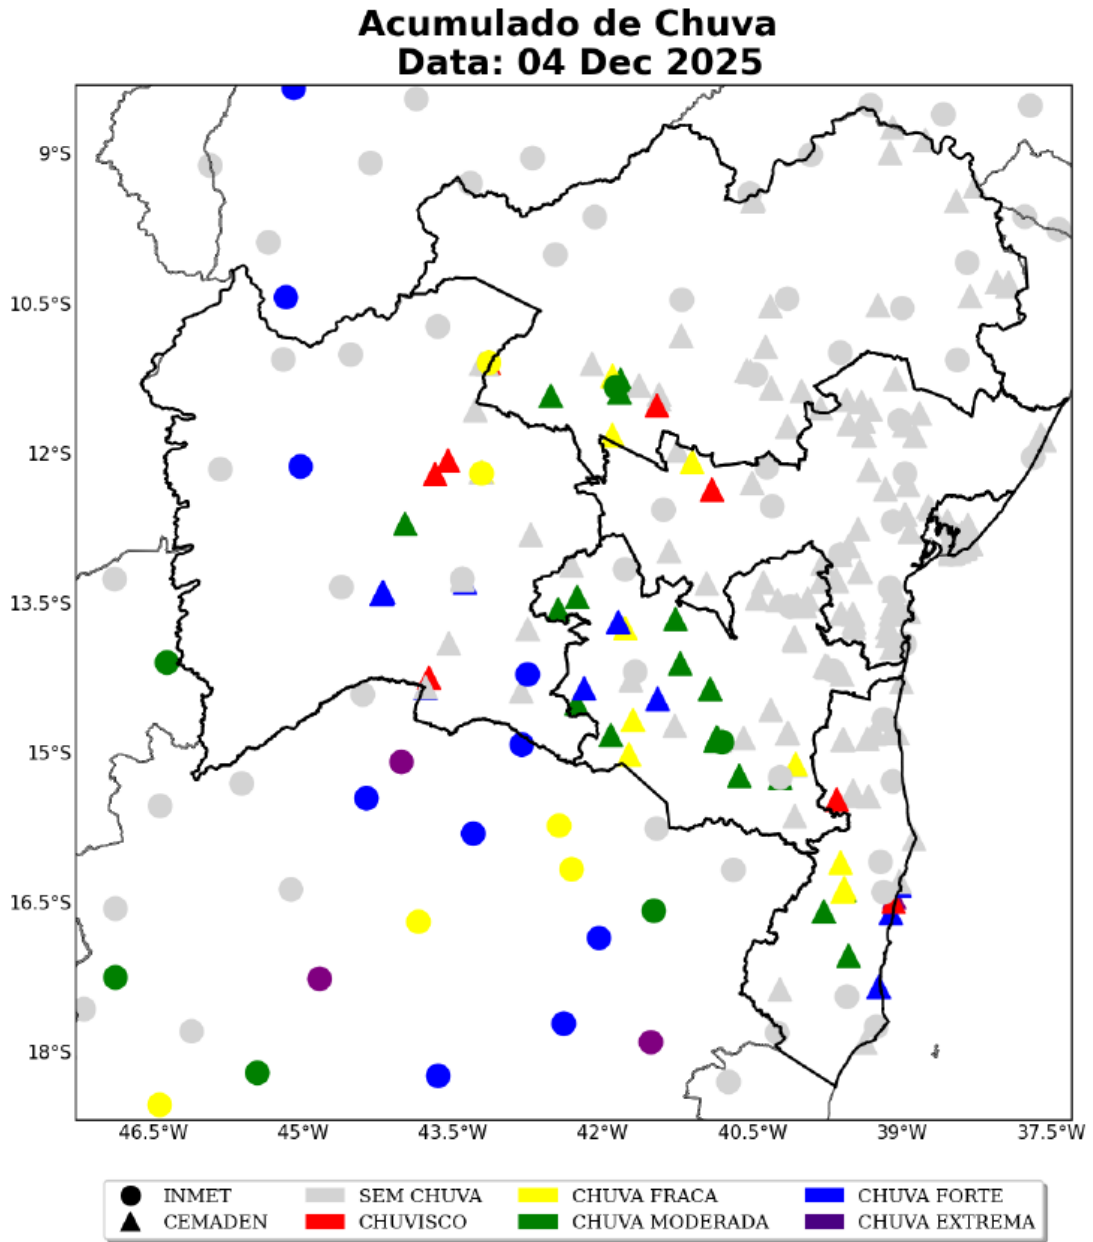 Acumulado de Chuva
Data: 04 Dec 2025
9°S
10.5°S
12°S
13.5°S
15°S
16.5°S
18°S
46.5°W 45°W 43.5°W 42°W 40.5°W 39°W 37.5°W
INMET SEM CHUVA CHUVA FRACA CHUVA FORTE
CEMADEN CHUVISCO CHUVA MODERADA CHUVA EXTREMA